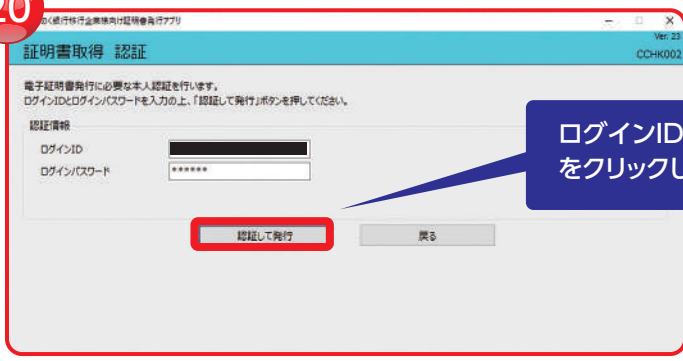 20
のく銀行移行企業様向け証明書発行アプリ
Ver. 23
証明書取得 認証
CCHK002
電子証明書発行に必要な本人認証を行います。
ログインIDとログインパスワードを入力の上、「認証して発行」ボタンを押してください。
認証情報
ログインID
ログインパスワード
******
ログインID
をクリックし
認証して発行
戻る